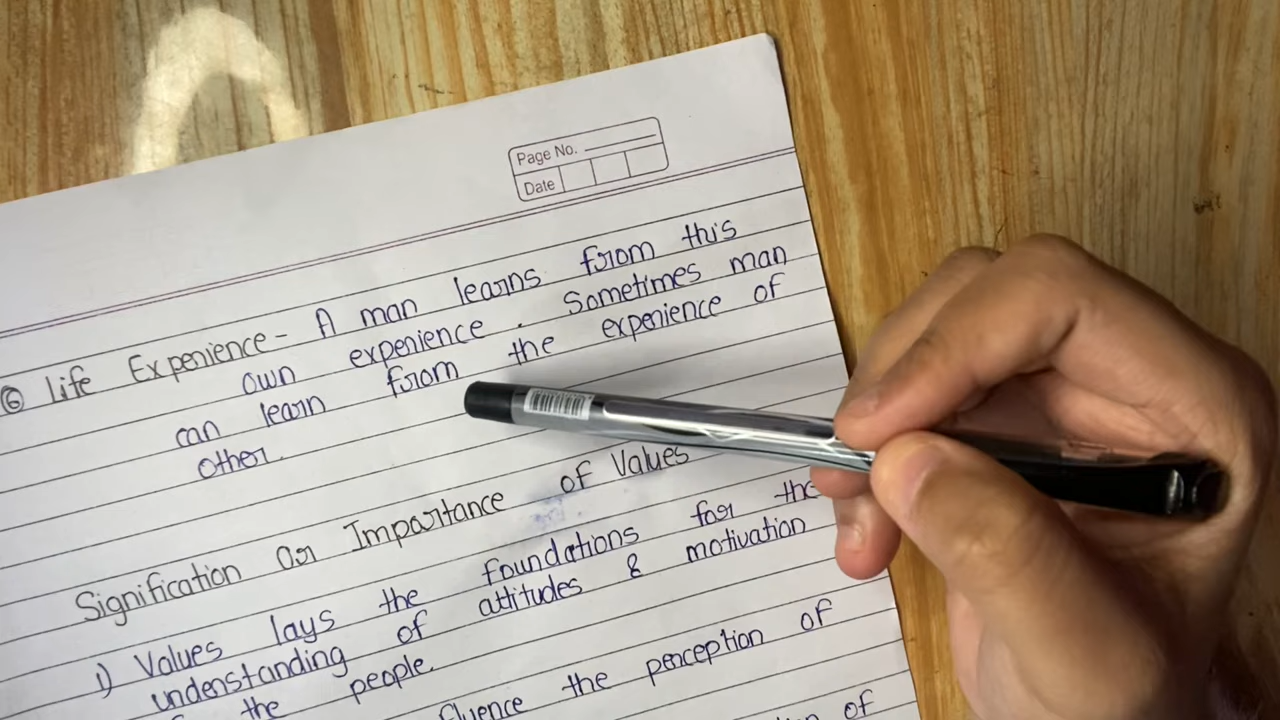 Page No.
Date
⑥ life Experience - A man learns from this
own experience. Sometimes man
can learn from the experience of
other.
Signification Or Importance of Values
1) Values lays the foundations for the
understanding of attitudes & motivation
the people.
the perception of
of